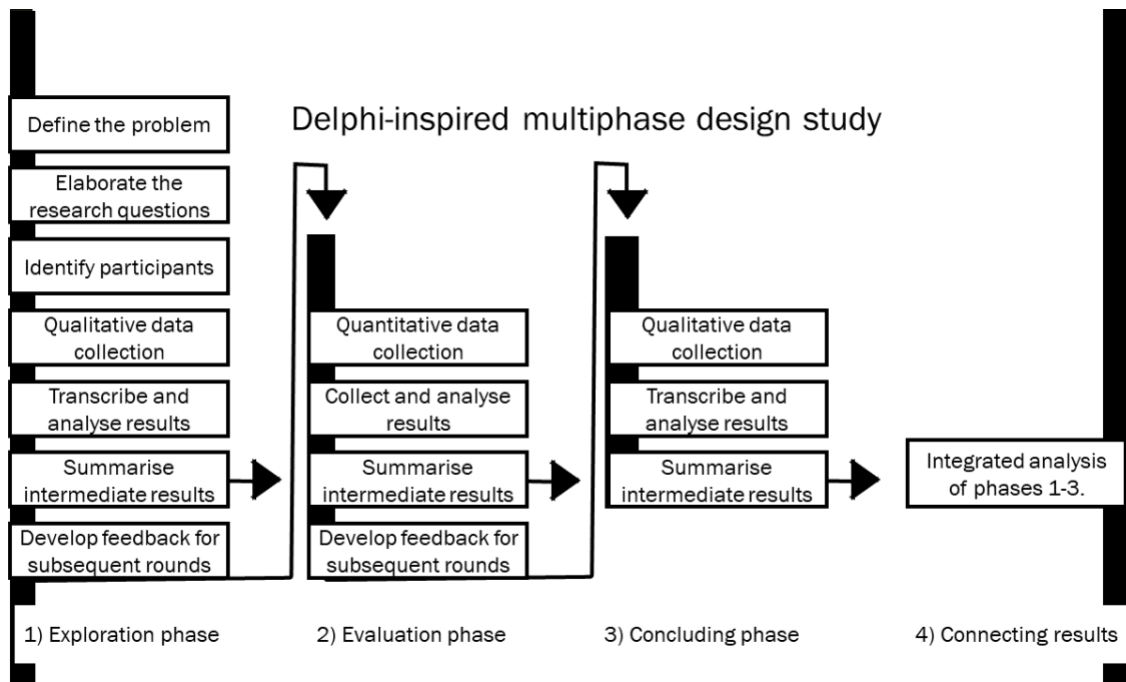 Delphi-inspired multiphase design study
Define the problem
Elaborate the
research questions
Identify participants
Qualitative data
collection
Transcribe and
analyse results
Summarise
intermediate results
Develop feedback for
subsequent rounds
1) Exploration phase
Quantitative data
collection
Collect and analyse
results
Summarise
intermediate results
Develop feedback for
subsequent rounds
2) Evaluation phase
Qualitative data
collection
Transcribe and
analyse results
Summarise
intermediate results
3) Concluding phase
Integrated analysis
of phases 1-3.
4) Connecting results